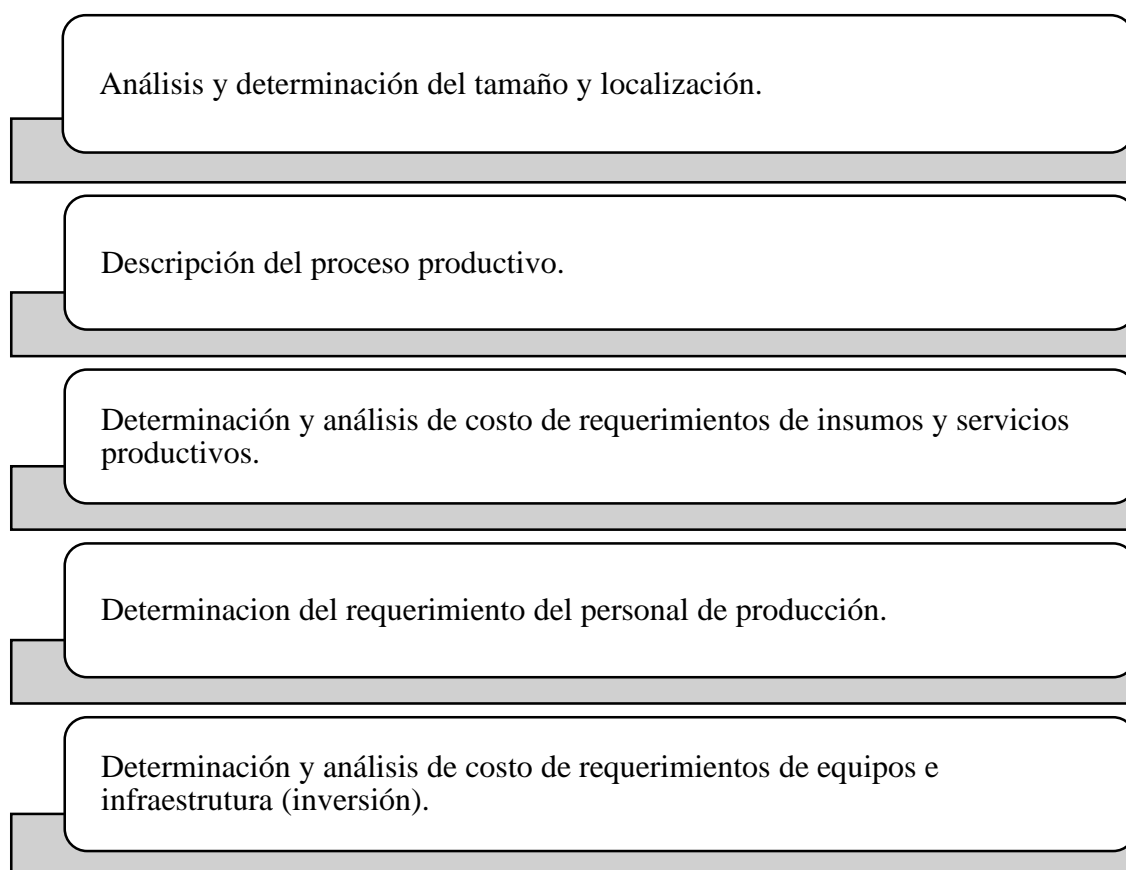 Análisis y determinación del tamaño y localización.
Descripción del proceso productivo.
Determinación y análisis de costo de requerimientos de insumos y servicios
productivos.
Determinacion del requerimiento del personal de producción.
Determinación y análisis de costo de requerimientos de equipos e
infraestrutura (inversión).